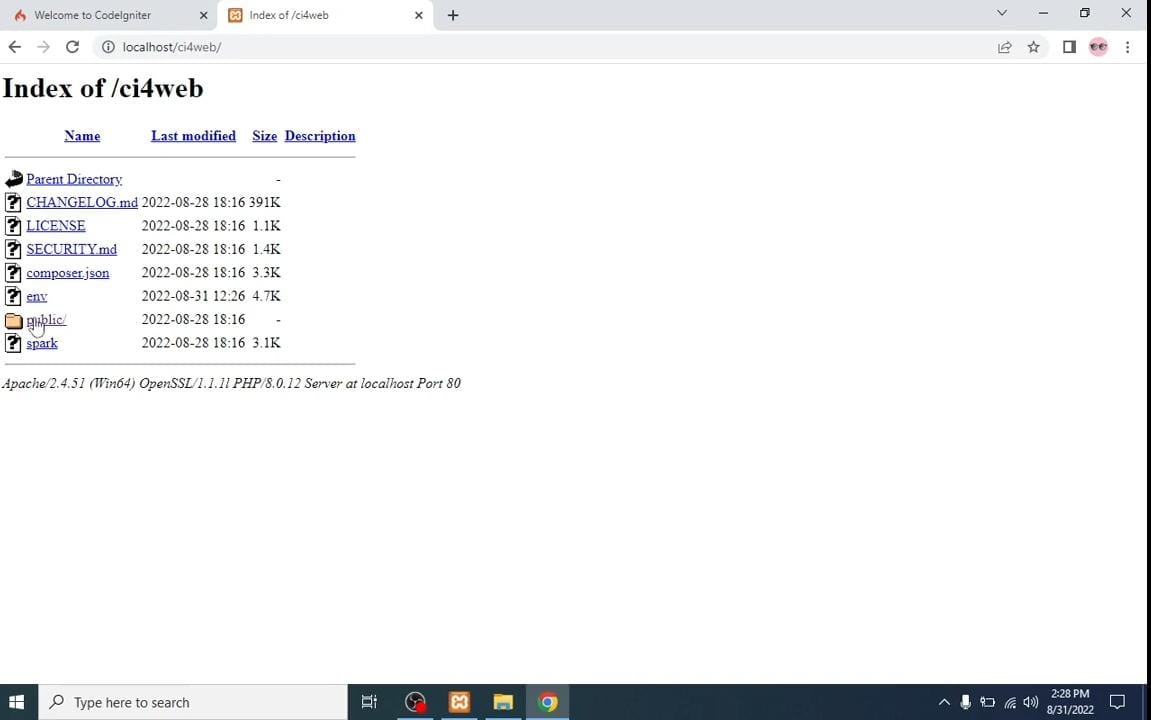 Welcome to CodeIgniter
Index of /ci4web
localhost/ci4web/
Index of /ci4web
Name Last modified Size Description
Parent Directory -
CHANGELOG.md 2022-08-28 18:16 391K
LICENSE 2022-08-28 18:16 1.1K
SECURITY.md 2022-08-28 18:16 1.4K
composer.json 2022-08-28 18:16 3.3K
env 2022-08-31 12:26 4.7K
public/ 2022-08-28 18:16 -
spark 2022-08-28 18:16 3.1K
Apache/2.4.51 (Win64) OpenSSL/1.1.1l PHP/8.0.12 Server at localhost Port 80
Type here to search
2:28 PM
8/31/2022